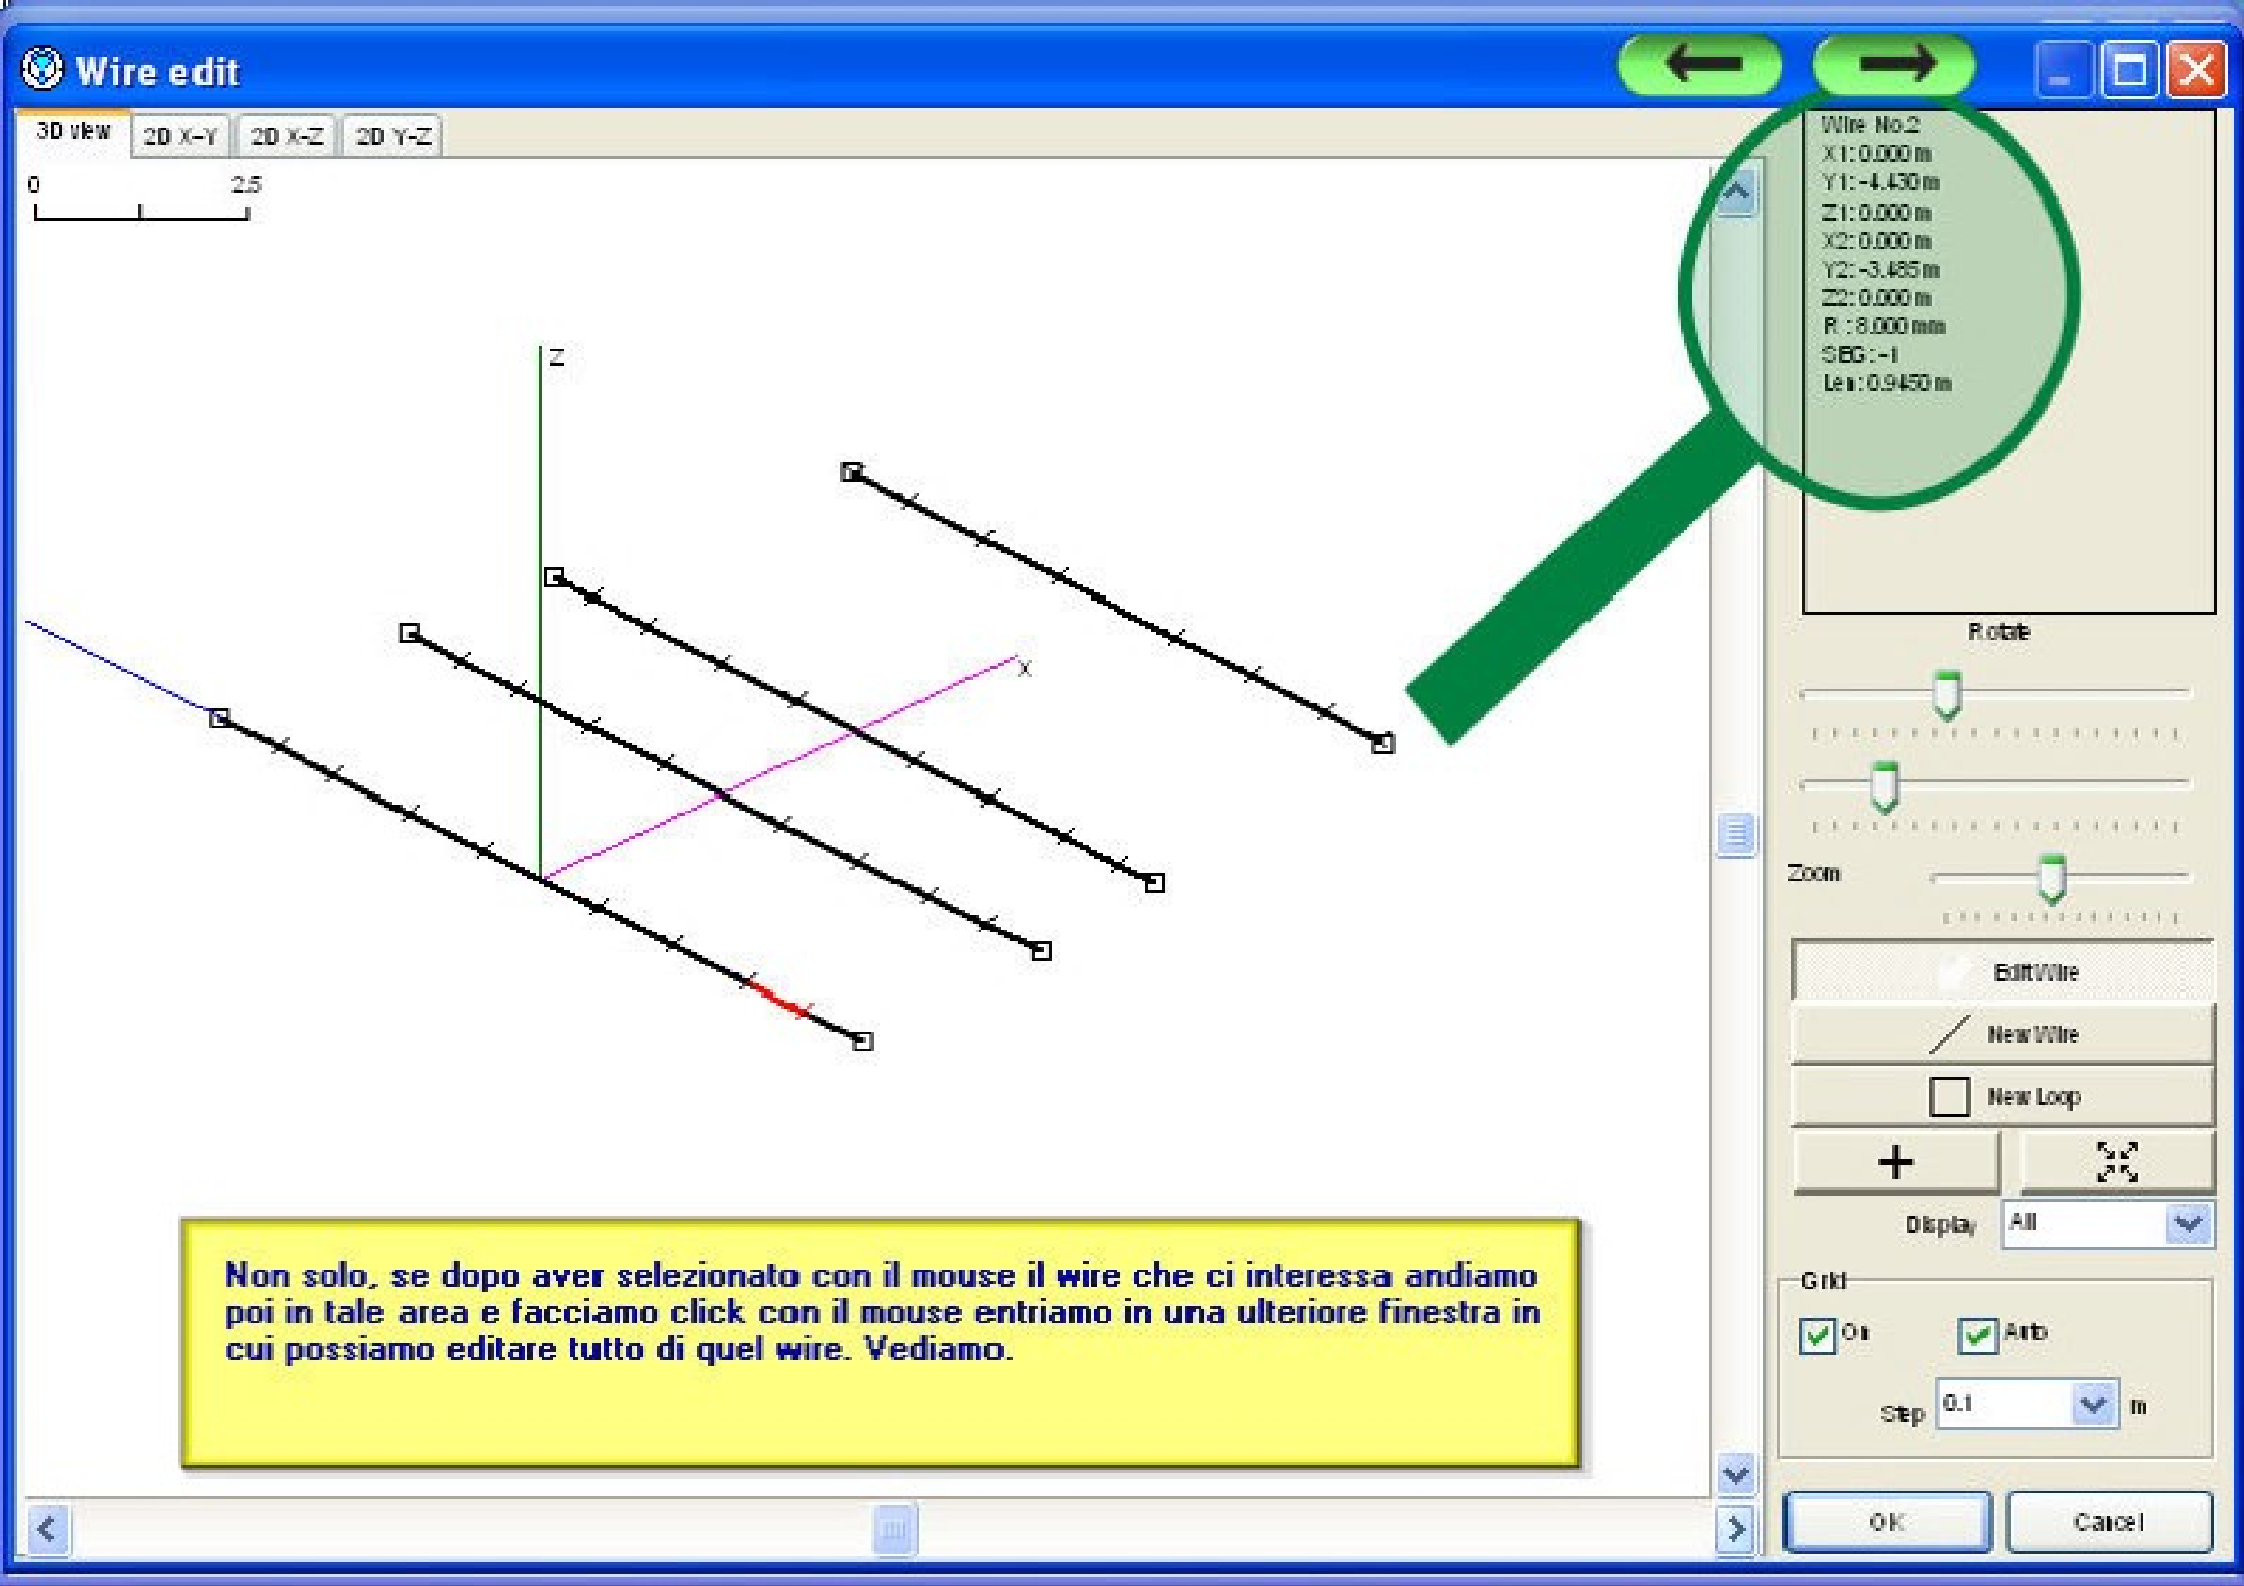 Wire edit
3D view
2D X-Y
2D X-Z
2D Y-Z
0
2.5
Z
X
Wire No.2
X1:0.000 m
Y1:-4.430 m
Z1:0.000 m
X2:0.000 m
Y2:-3.485 m
Z2:0.000 m
R :8.000 mm
SEG:-1
Len:0.9450 m
Rotate
Zoom
Edit Wire
New Wire
New Loop
Display
All
Grid
On
Auto
Step
0.1
m
OK
Cancel
Non solo, se dopo aver selezionato con il mouse il wire che ci interessa andiamo
poi in tale area e facciamo click con il mouse entriamo in una ulteriore finestra in
cui possiamo editare tutto di quel wire. Vediamo.